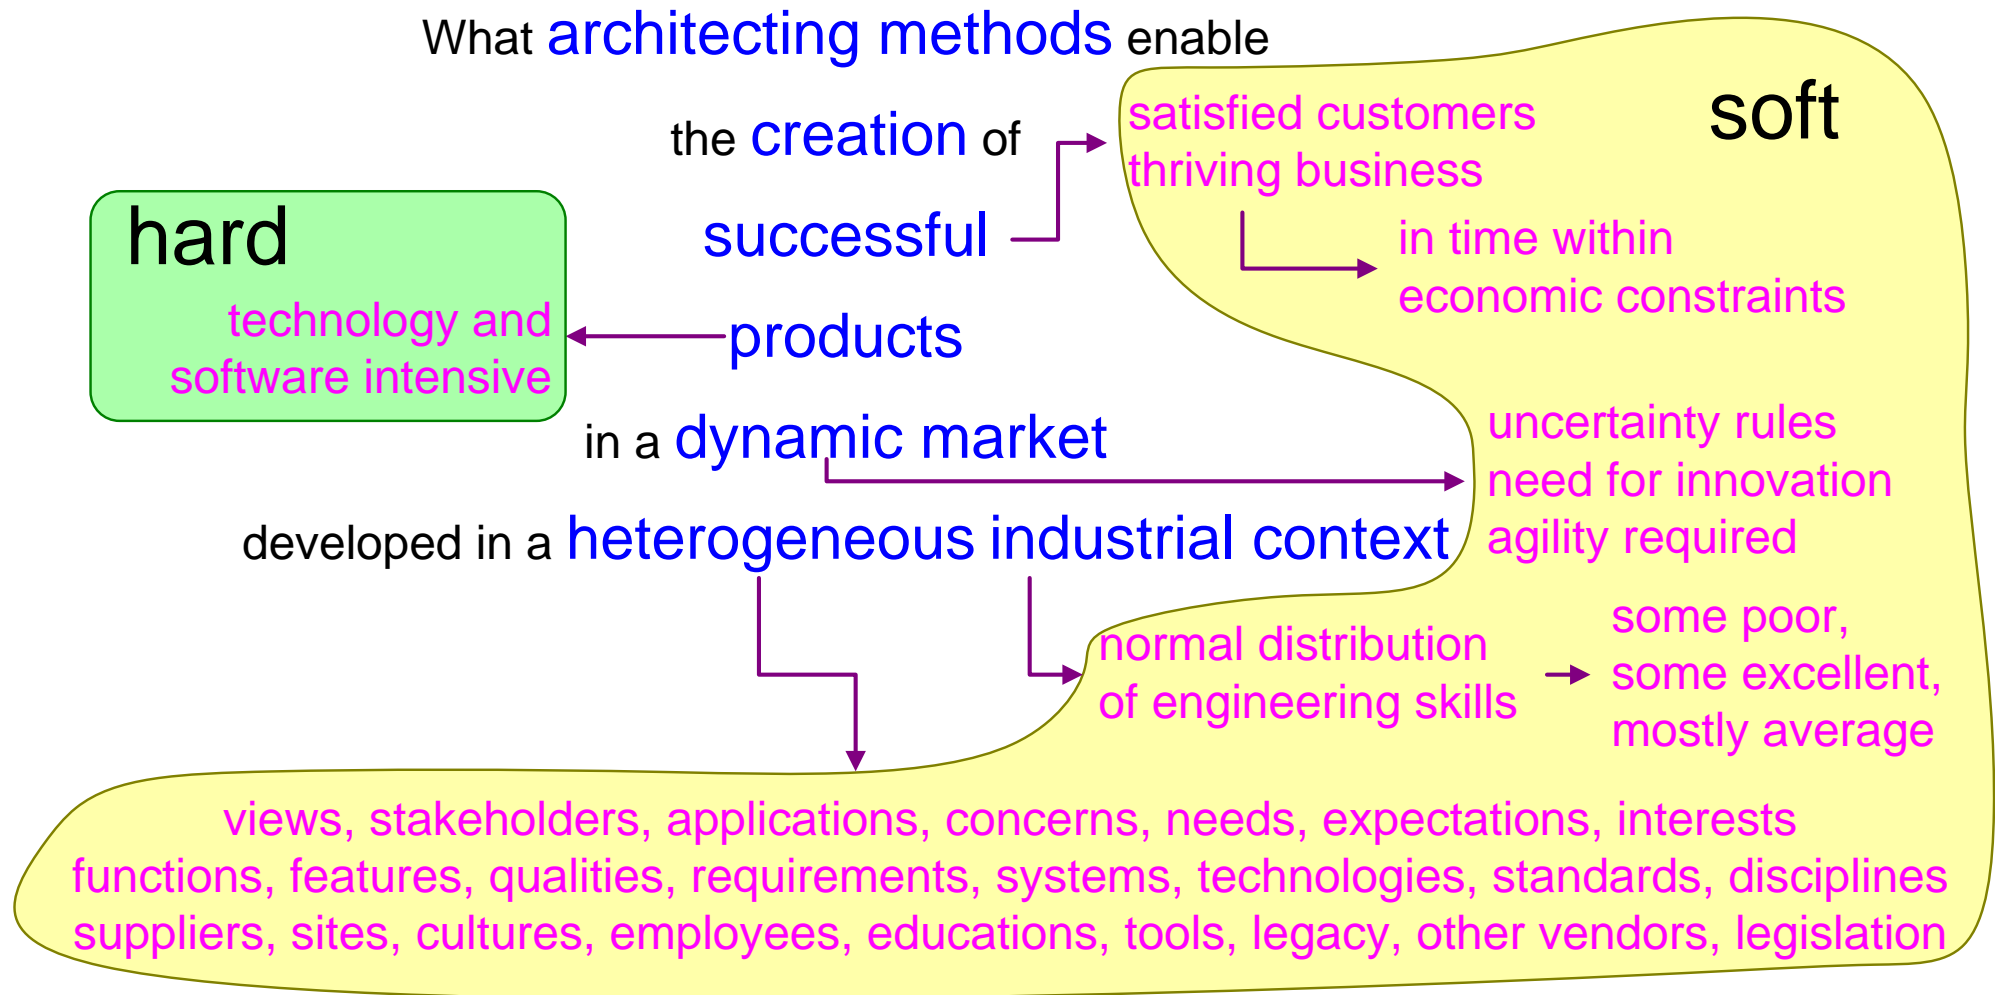 What architecting methods enable
the creation of
successful
products
in a dynamic market
developed in a heterogeneous industrial context
hard
technology and
software intensive
soft
satisfied customers
thriving business
in time within
economic constraints
uncertainty rules
need for innovation
agility required
normal distribution
of engineering skills
some poor,
some excellent,
mostly average
views, stakeholders, applications, concerns, needs, expectations, interests
functions, features, qualities, requirements, systems, technologies, standards, disciplines
suppliers, sites, cultures, employees, educations, tools, legacy, other vendors, legislation